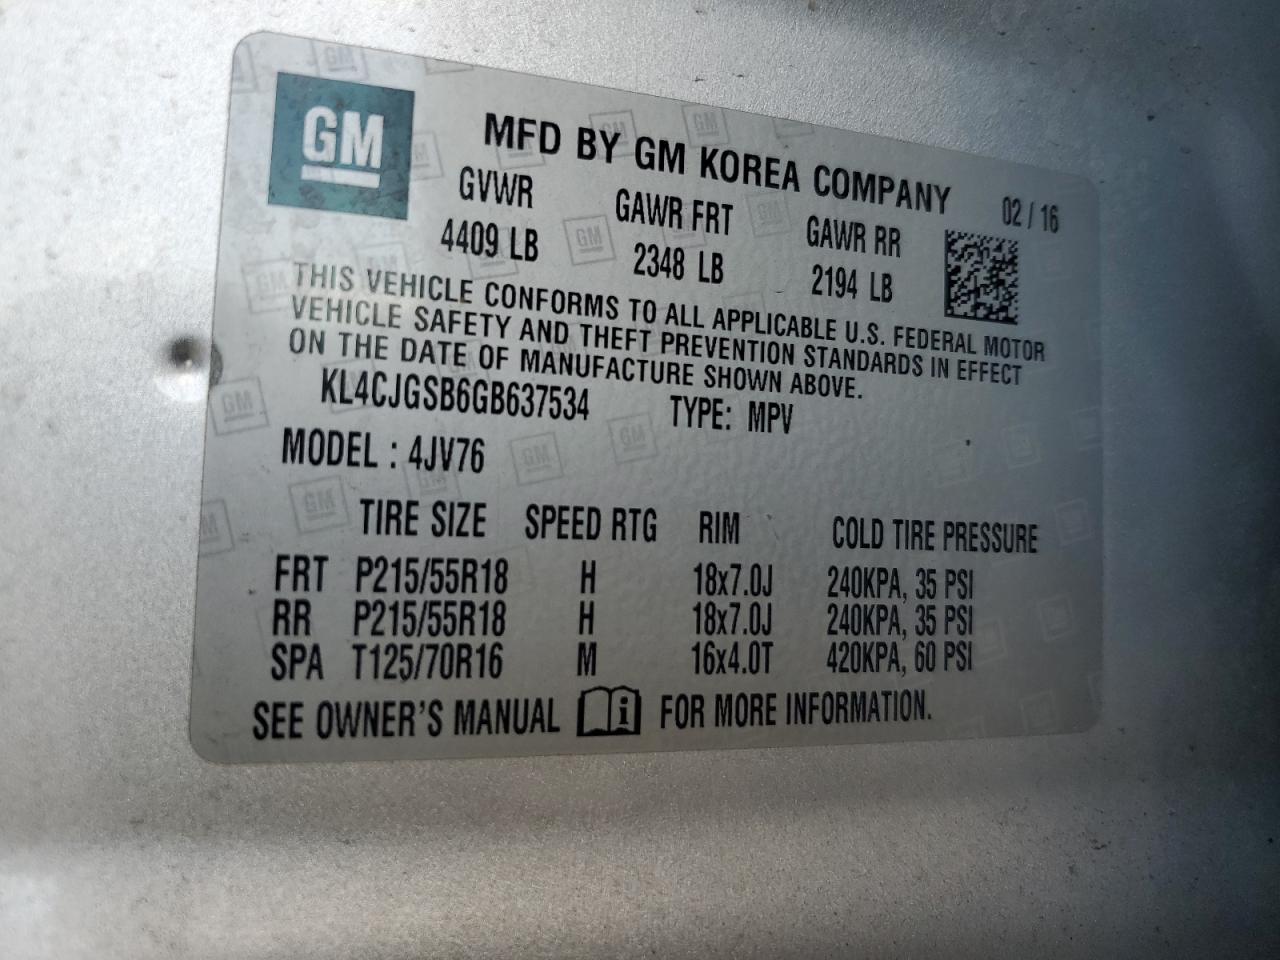 GM
MFD BY GM KOREA COMPANY 02 / 16
GVWR GAWR FRT GAWR RR
4409 LB 2348 LB 2194 LB
THIS VEHICLE CONFORMS TO ALL APPLICABLE U.S. FEDERAL MOTOR
VEHICLE SAFETY AND THEFT PREVENTION STANDARDS IN EFFECT
ON THE DATE OF MANUFACTURE SHOWN ABOVE.
KL4CJGSB6GB637534 TYPE: MPV
MODEL : 4JV76
TIRE SIZE SPEED RTG RIM COLD TIRE PRESSURE
FRT P215/55R18 H 18x7.0J 240KPA, 35 PSI
RR P215/55R18 H 18x7.0J 240KPA, 35 PSI
SPA T125/70R16 M 16x4.0T 420KPA, 60 PSI
SEE OWNER'S MANUAL i FOR MORE INFORMATION.